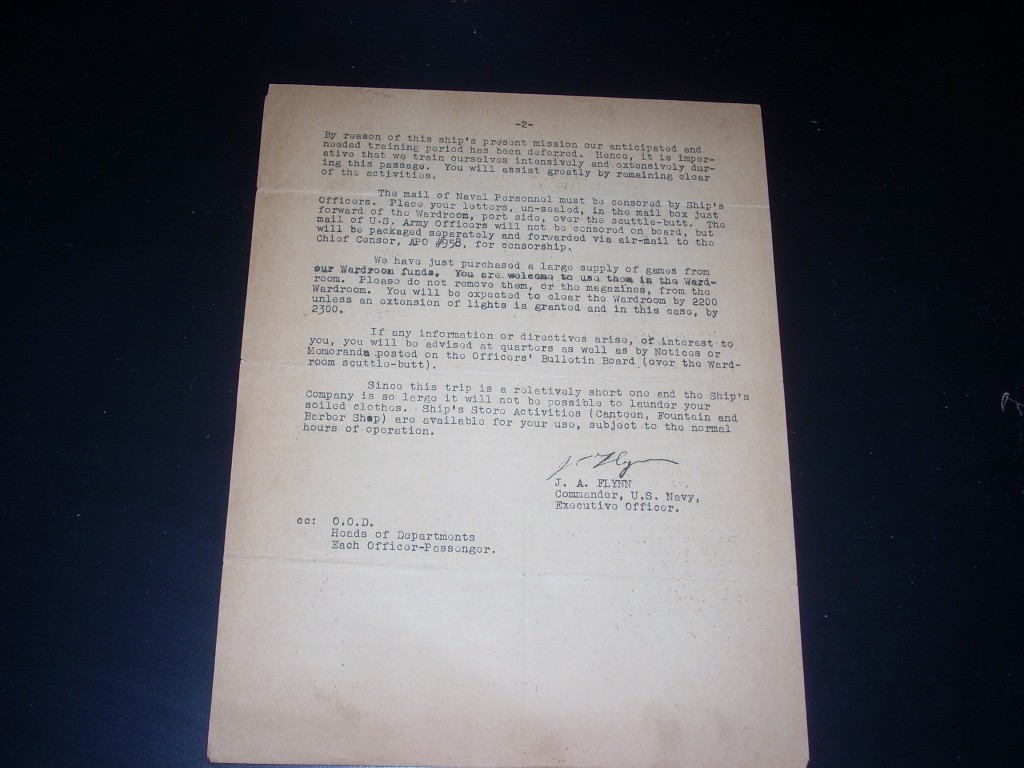 -2-
By reason of this ship's present mission our anticipated and
needed training period has been deferred. Hence, it is imper-
ative that we train ourselves intensively and extensively dur-
ing this passage. You will assist greatly by remaining clear
of the activities.
The mail of Naval Personnel must be censored by Ship's
Officers. Place your letters, un-sealed, in the mail box just
forward of the Wardroom, port side, over the scuttle-butt. The
mail of U.S. Army Officers will not be censored on board, but
will be packaged separately and forwarded via air-mail to the
Chief Censor, APO #958, for censorship.
We have just purchased a large supply of games from
our Wardroom funds. You are welcome to use them in the Ward-
room. Please do not remove them, or the magazines, from the
Wardroom. You will be expected to clear the Wardroom by 2200
unless an extension of lights is granted and in this case, by
2300.
If any information or directives arise, of interest to
you, you will be advised at quarters as well as by Notices or
Memoranda posted on the Officers' Bulletin Board (over the Ward-
room scuttle-butt).
Since this trip is a relatively short one and the Ship's
Company is so large it will not be possible to launder your
soiled clothes. Ship's Store Activities (Canteen, Fountain and
Barber Shop) are available for your use, subject to the normal
hours of operation.
J. A. FLYNN
Commander, U.S. Navy,
Executive Officer.
cc: O.O.D.
Heads of Departments
Each Officer-Passenger.